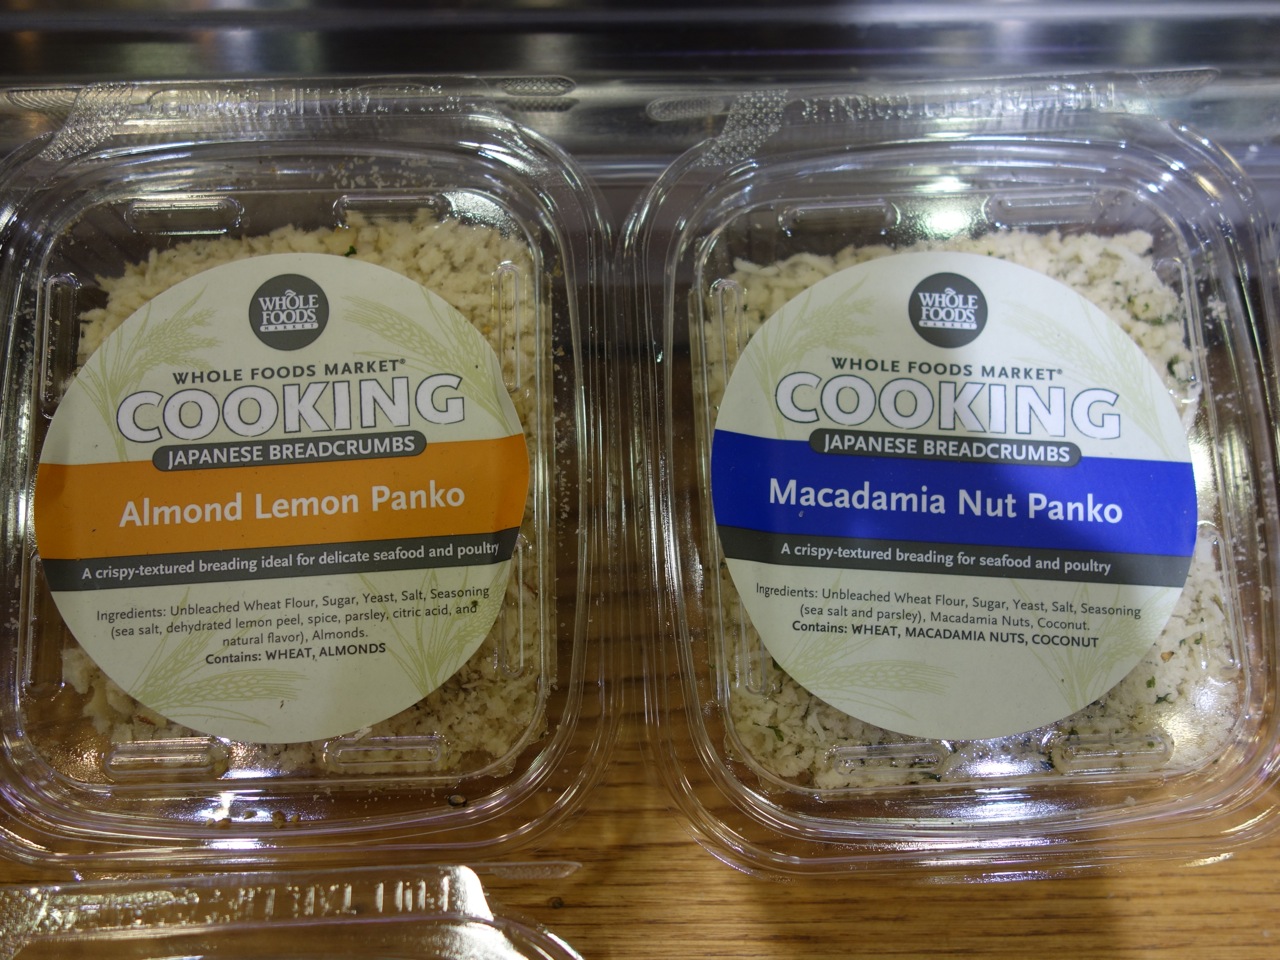 WHOLE
FOODS
MARKET
WHOLE FOODS MARKET®
COOKING
JAPANESE BREADCRUMBS
Almond Lemon Panko
A crispy-textured breading ideal for delicate seafood and poultry
Ingredients: Unbleached Wheat Flour, Sugar, Yeast, Salt, Seasoning
(sea salt, dehydrated lemon peel, spice, parsley, citric acid, and
natural flavor), Almonds.
Contains: WHEAT, ALMONDS
WHOLE
FOODS
MARKET
WHOLE FOODS MARKET®
COOKING
JAPANESE BREADCRUMBS
Macadamia Nut Panko
A crispy-textured breading for seafood and poultry
Ingredients: Unbleached Wheat Flour, Sugar, Yeast, Salt, Seasoning
(sea salt and parsley), Macadamia Nuts, Coconut.
Contains: WHEAT, MACADAMIA NUTS, COCONUT